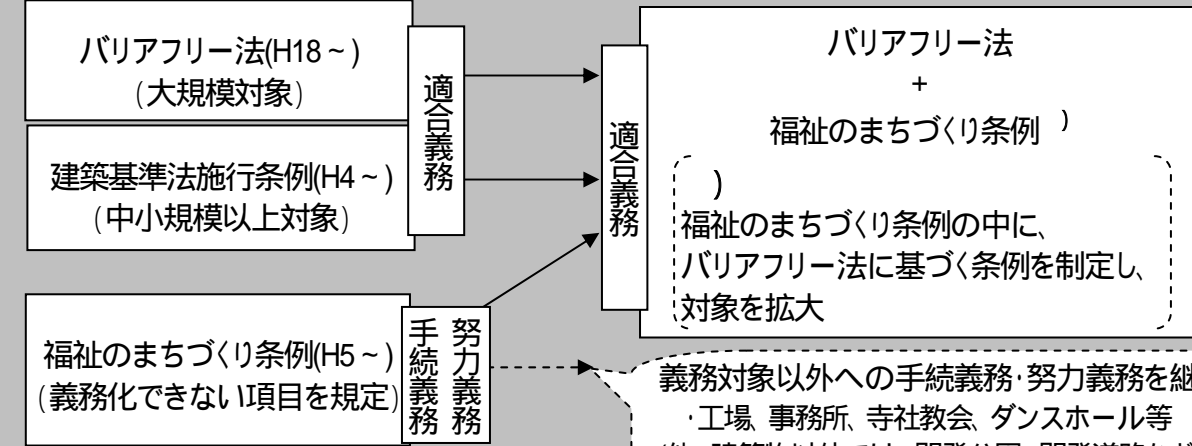 バリアフリー法(H18～)
(大規模対象)
適合義務
建築基準法施行条例(H4～)
(中小規模以上対象)
福祉のまちづくり条例(H5～)
(義務化できない項目を規定)
手続義務
努力義務
適合義務
バリアフリー法
+
福祉のまちづくり条例 )
)
福祉のまちづくり条例の中に、
バリアフリー法に基づく条例を制定し、
対象を拡大
義務対象以外への手続義務・努力義務を継
・工場、事務所、寺社教会、ダンスホール等